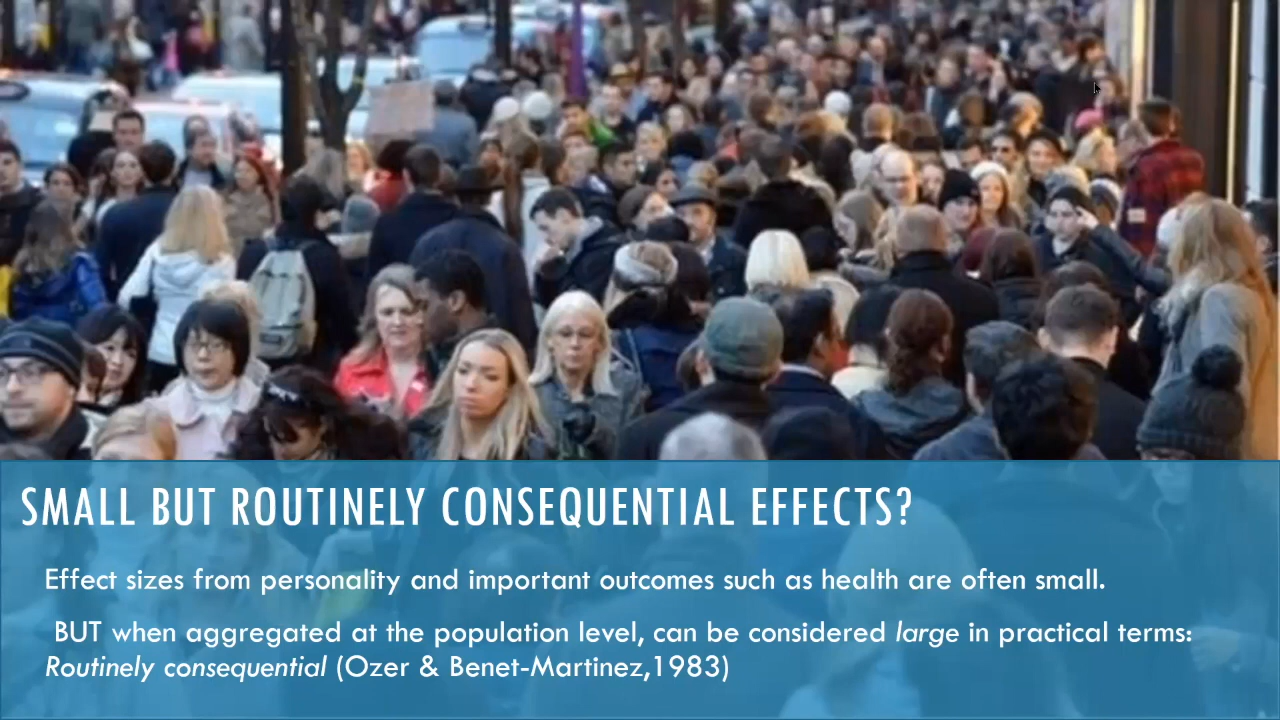 SMALL BUT ROUTINELY CONSEQUENTIAL EFFECTS?
Effect sizes from personality and important outcomes such as health are often small.
BUT when aggregated at the population level, can be considered large in practical terms:
Routinely consequential (Ozer & Benet-Martinez,1983)